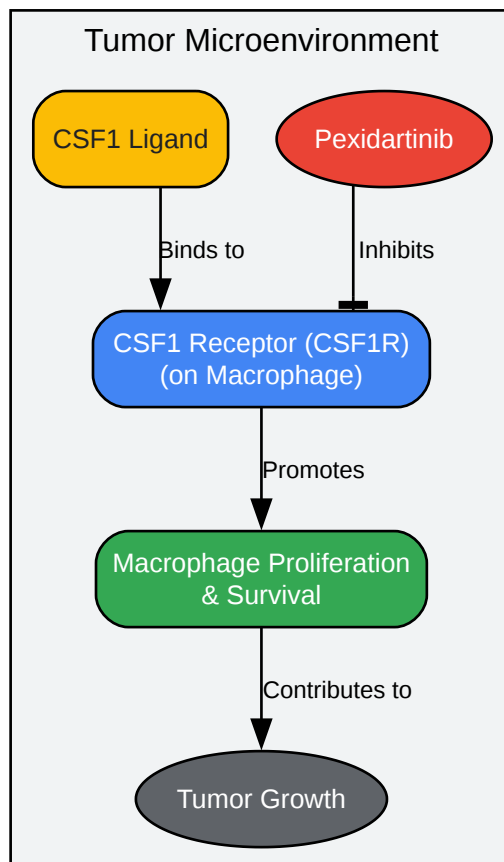 Tumor Microenvironment
CSF1 Ligand
Pexidartinib
Binds to
Inhibits
CSF1 Receptor (CSF1R)
(on Macrophage)
Promotes
Macrophage Proliferation
& Survival
Contributes to
Tumor Growth